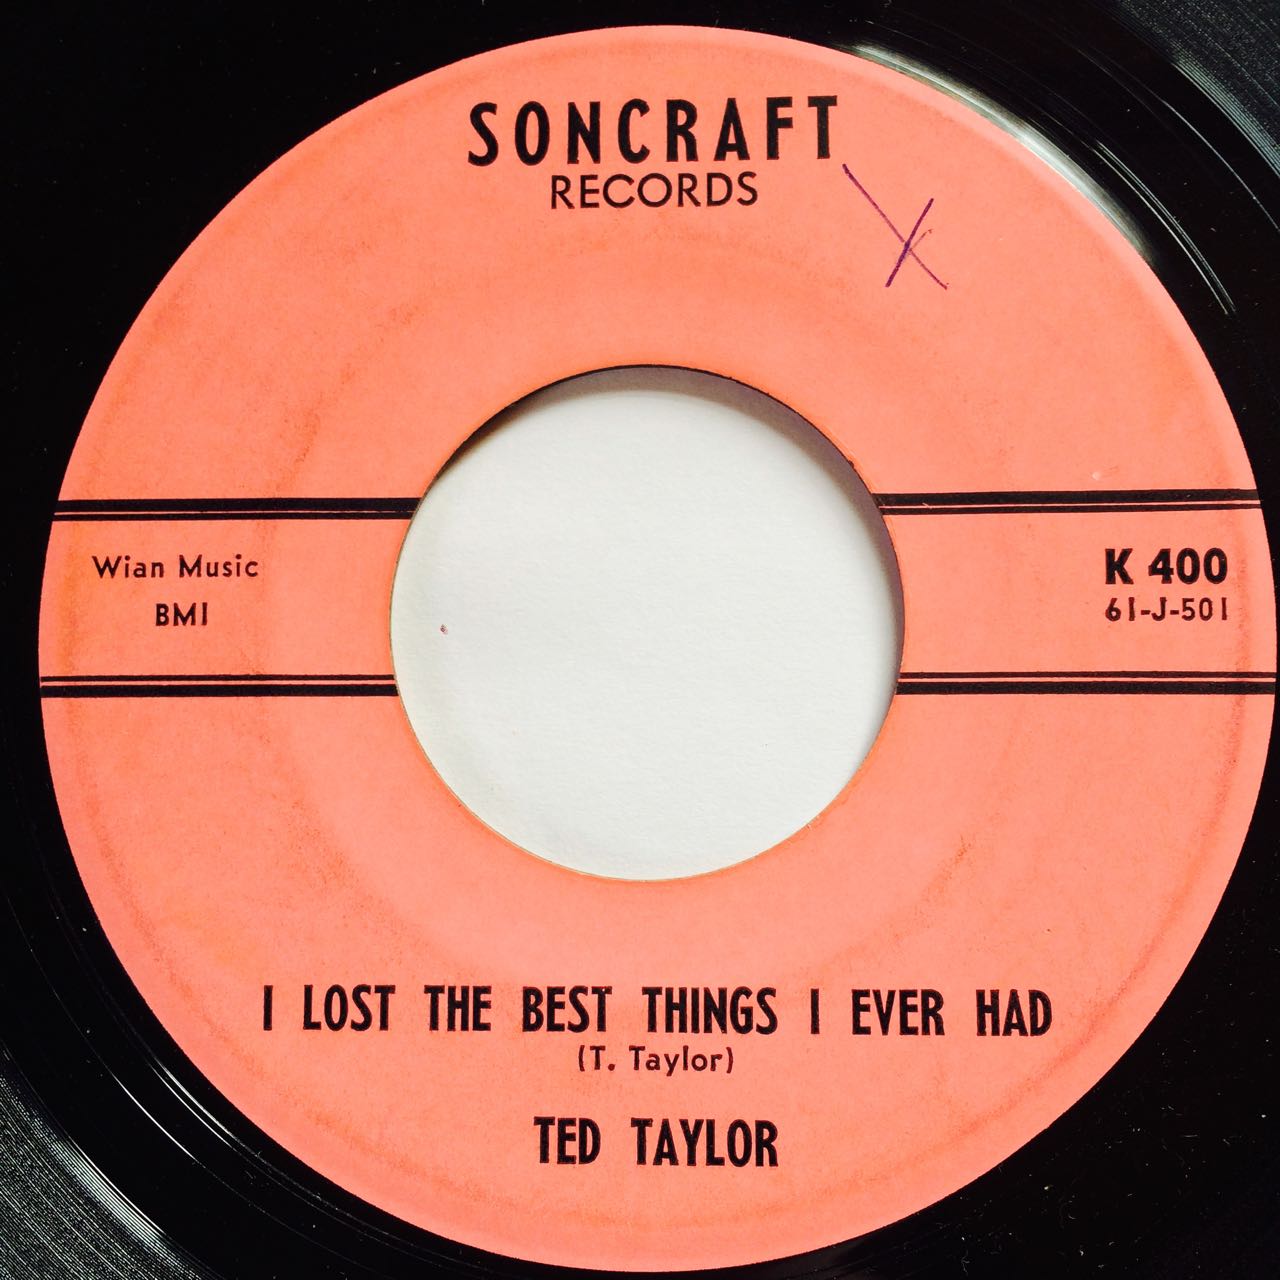 SONCRAFT
RECORDS
Wian Music
BMI
K 400
61-J-501
I LOST THE BEST THINGS I EVER HAD
(T. Taylor)
TED TAYLOR